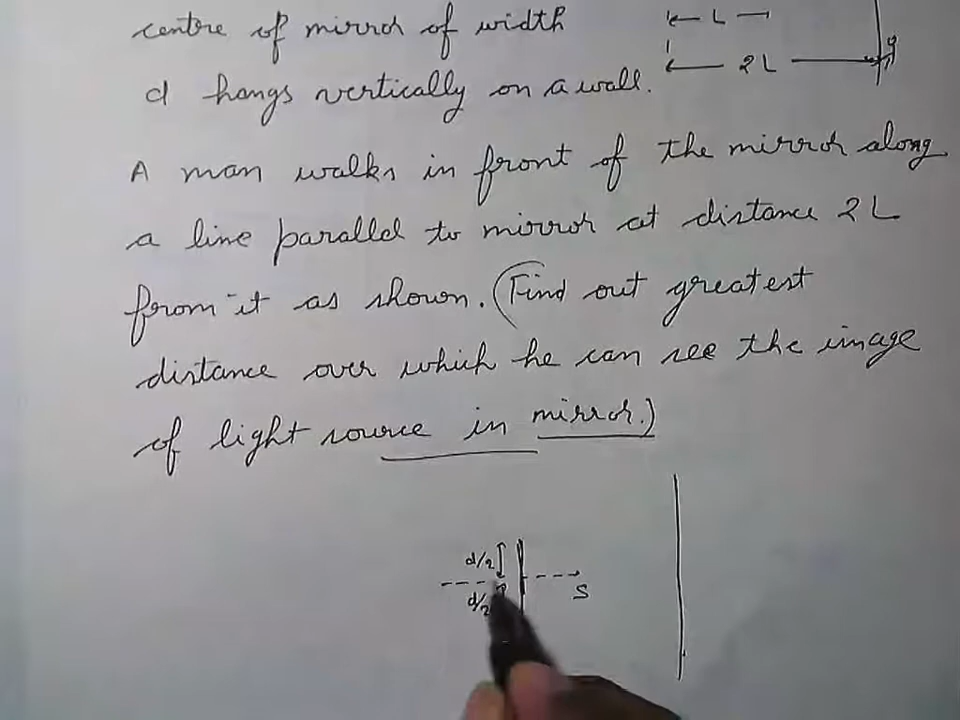 centre of mirror of width L
d hangs vertically on a wall. 2L
A man walks in front of the mirror along
a line parallel to mirror at distance 2L
from it as shown. (Find out greatest
distance over which he can see the image
of light source in mirror.)
d/2
S
d/2